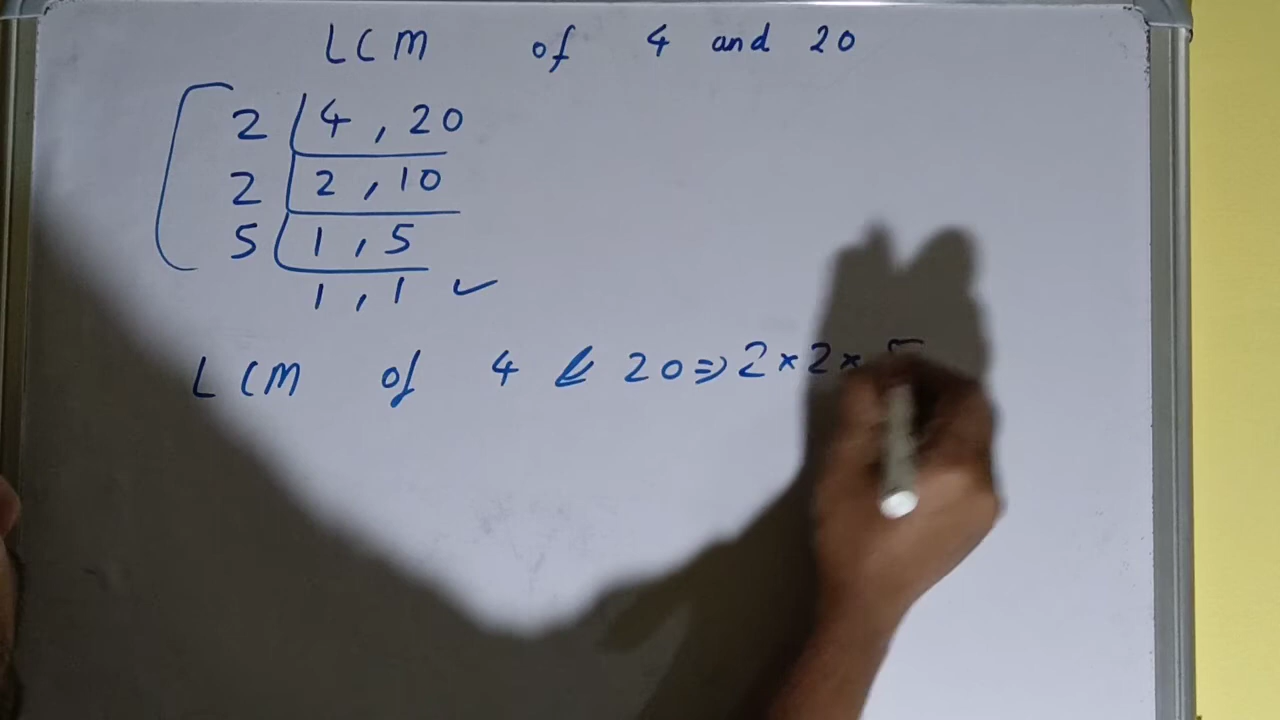 LCM of 4 and 20
2 4 , 20
2 2 , 10
5 1 , 5
1 , 1 ✓
LCM of 4 & 20 ⇒ 2 × 2 ×